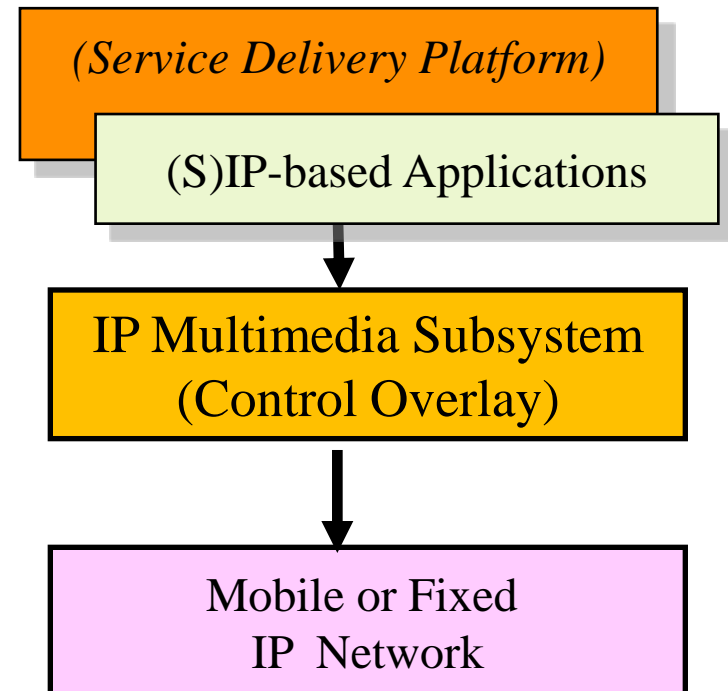 (Service Delivery Platform)
(S)IP-based Applications
IP Multimedia Subsystem
(Control Overlay)
Mobile or Fixed
IP Network